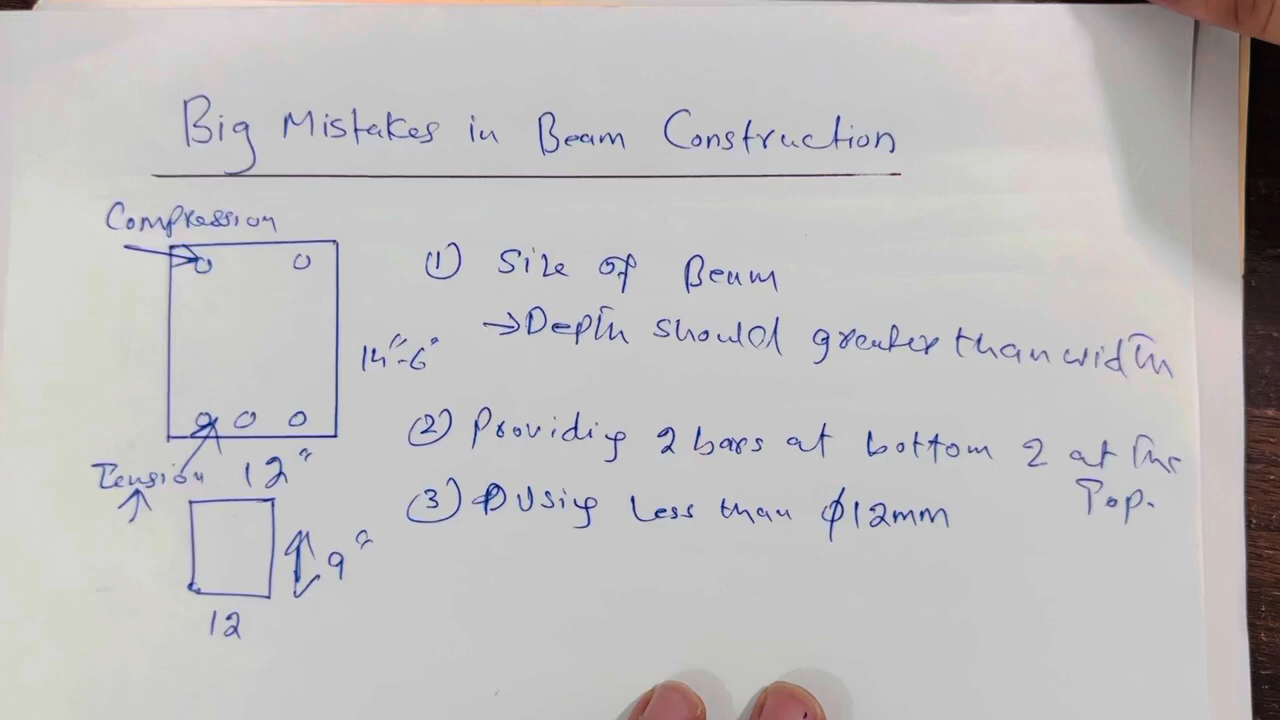 Big Mistakes in Beam Construction
Compression
① Size of Beam
→Depth should greater than width
14"-6"
② Providing 2 bars at bottom 2 at the
Top.
Tension 12"
③ Using Less than ϕ12mm
9"
12